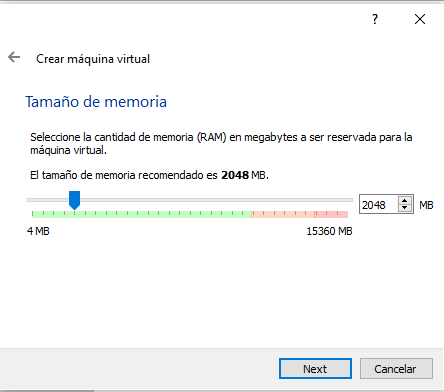 ?
Crear máquina virtual
Tamaño de memoria
Seleccione la cantidad de memoria (RAM) en megabytes a ser reservada para la
máquina virtual.
El tamaño de memoria recomendado es 2048 MB.
2048 MB
4 MB 15360 MB
Next Cancelar